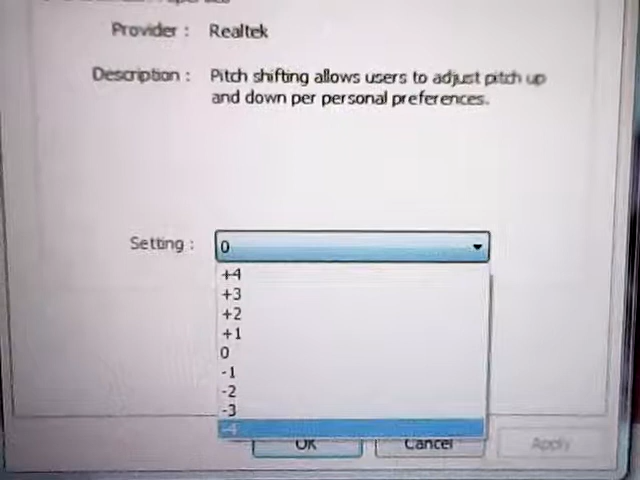 Provider : Realtek
Description : Pitch shifting allows users to adjust pitch up
and down per personal preferences.
Setting : 0
+4
+3
+2
+1
0
-1
-2
-3
-4
OK Cancel Apply